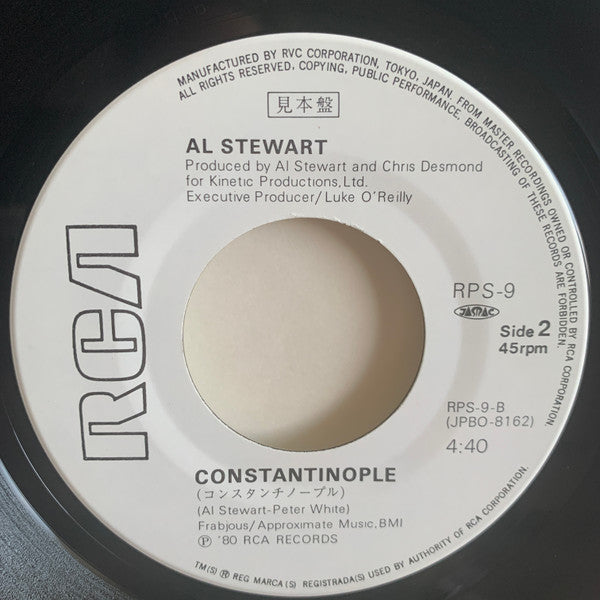 MANUFACTURED BY RVC CORPORATION, TOKYO, JAPAN. FROM MASTER RECORDINGS OWNED OR CONTROLLED BY RCA CORPORATION.
ALL RIGHTS RESERVED. COPYING, PUBLIC PERFORMANCE, BROADCASTING OF THESE RECORDS ARE FORBIDDEN.
見本盤
AL STEWART
Produced by Al Stewart and Chris Desmond
for Kinetic Productions,Ltd.
Executive Producer/Luke O'Reilly
RCA
RPS-9
JASRAC
Side 2
45rpm
RPS-9-B
(JPBO-8162)
4:40
CONSTANTINOPLE
(コンスタンチノープル)
(Al Stewart-Peter White)
Frabjous/Approximate Music,BMI
Ⓟ '80 RCA RECORDS
TM(S) ® REG MARCA(S) REGISTRADA(S) USED BY AUTHORITY OF RCA CORPORATION.